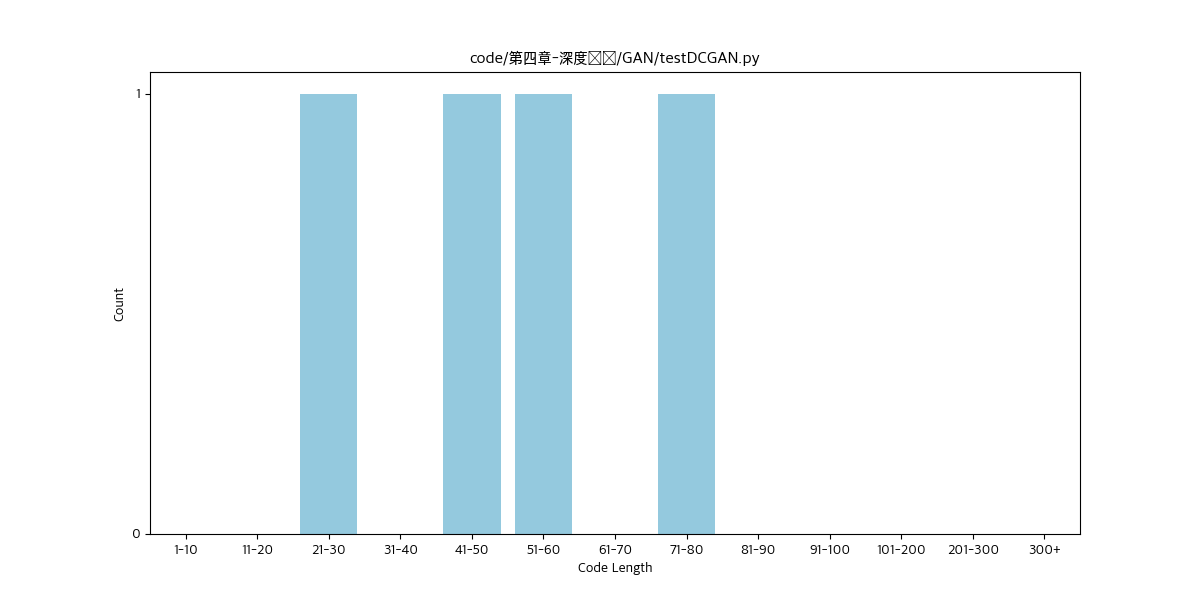 code/第四章-深度/GAN/testDCGAN.py
1
0
Count
1-10 11-20 21-30 31-40 41-50 51-60 61-70 71-80 81-90 91-100 101-200 201-300 300+
Code Length